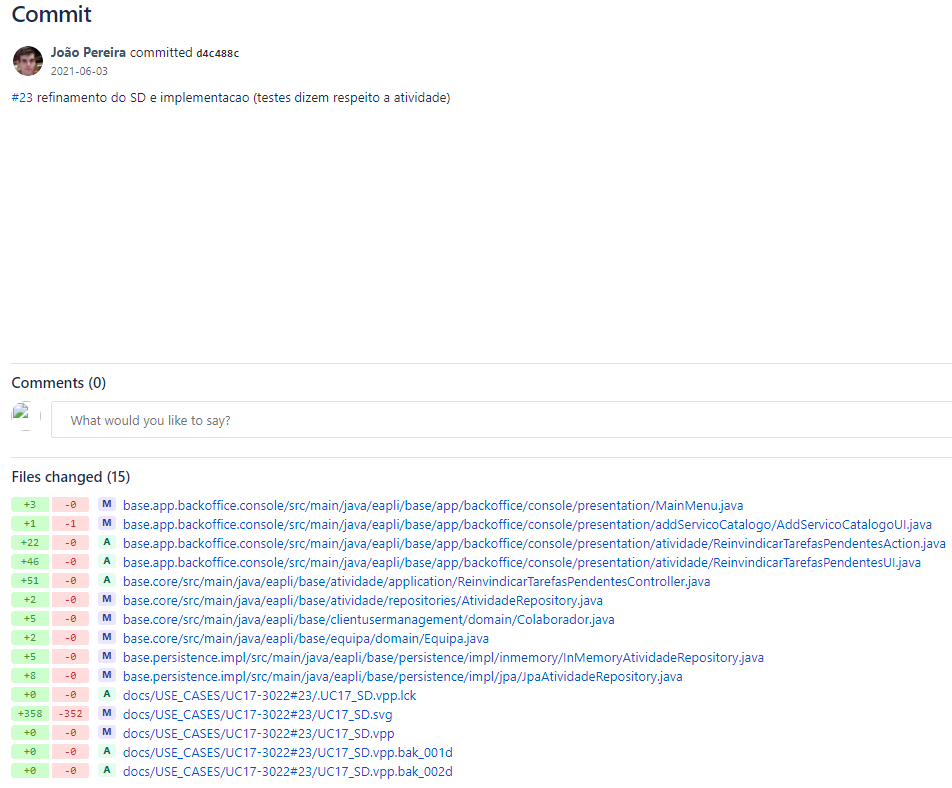 Commit
João Pereira committed d4c488c
2021-06-03
#23 refinamento do SD e implementacao (testes dizem respeito a atividade)
Comments (0)
What would you like to say?
Files changed (15)
+3 -0 M base.app.backoffice.console/src/main/java/eapli/base/app/backoffice/console/presentation/MainMenu.java
+1 -1 M base.app.backoffice.console/src/main/java/eapli/base/app/backoffice/console/presentation/addServicoCatalogo/AddServicoCatalogoUI.java
+22 -0 A base.app.backoffice.console/src/main/java/eapli/base/app/backoffice/console/presentation/atividade/ReinvindicarTarefasPendentesAction.java
+46 -0 A base.app.backoffice.console/src/main/java/eapli/base/app/backoffice/console/presentation/atividade/ReinvindicarTarefasPendentesUI.java
+51 -0 A base.core/src/main/java/eapli/base/atividade/application/ReinvindicarTarefasPendentesController.java
+2 -0 M base.core/src/main/java/eapli/base/atividade/repositories/AtividadeRepository.java
+5 -0 M base.core/src/main/java/eapli/base/clientusermanagement/domain/Colaborador.java
+2 -0 M base.core/src/main/java/eapli/base/equipa/domain/Equipa.java
+5 -0 M base.persistence.impl/src/main/java/eapli/base/persistence/impl/inmemory/InMemoryAtividadeRepository.java
+8 -0 M base.persistence.impl/src/main/java/eapli/base/persistence/impl/jpa/JpaAtividadeRepository.java
+0 -0 A docs/USE_CASES/UC17-3022#23/.UC17_SD.vpp.lck
+358 -352 M docs/USE_CASES/UC17-3022#23/UC17_SD.svg
+0 -0 M docs/USE_CASES/UC17-3022#23/UC17_SD.vpp
+0 -0 A docs/USE_CASES/UC17-3022#23/UC17_SD.vpp.bak_001d
+0 -0 A docs/USE_CASES/UC17-3022#23/UC17_SD.vpp.bak_002d